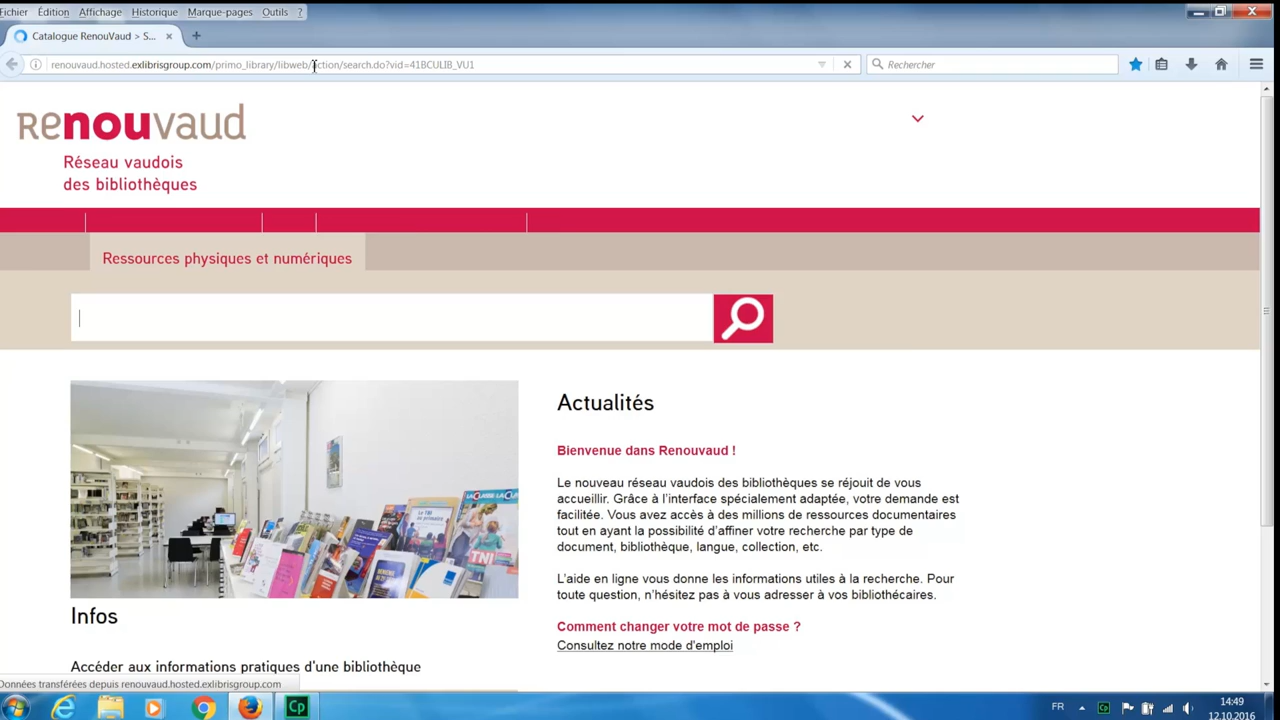 Fichier Édition Affichage Historique Marque-pages Outils ?
Catalogue RenouVaud > S...
renouvaud.hosted.exlibrisgroup.com/primo_library/libweb/action/search.do?vid=41BCULIB_VU1
Rechercher
Renouvaud
Réseau vaudois
des bibliothèques
Ressources physiques et numériques
Actualités
Bienvenue dans Renouvaud !
Le nouveau réseau vaudois des bibliothèques se réjouit de vous
accueillir. Grâce à l'interface spécialement adaptée, votre demande est
facilitée. Vous avez accès à des millions de ressources documentaires
tout en ayant la possibilité d'affiner votre recherche par type de
document, bibliothèque, langue, collection, etc.
L'aide en ligne vous donne les informations utiles à la recherche. Pour
toute question, n'hésitez pas à vous adresser à vos bibliothécaires.
Comment changer votre mot de passe ?
Consultez notre mode d'emploi
TNI
Infos
Accéder aux informations pratiques d'une bibliothèque
Données transférées depuis renouvaud.hosted.exlibrisgroup.com
Cp
FR
Cp
14:49
12.10.2016